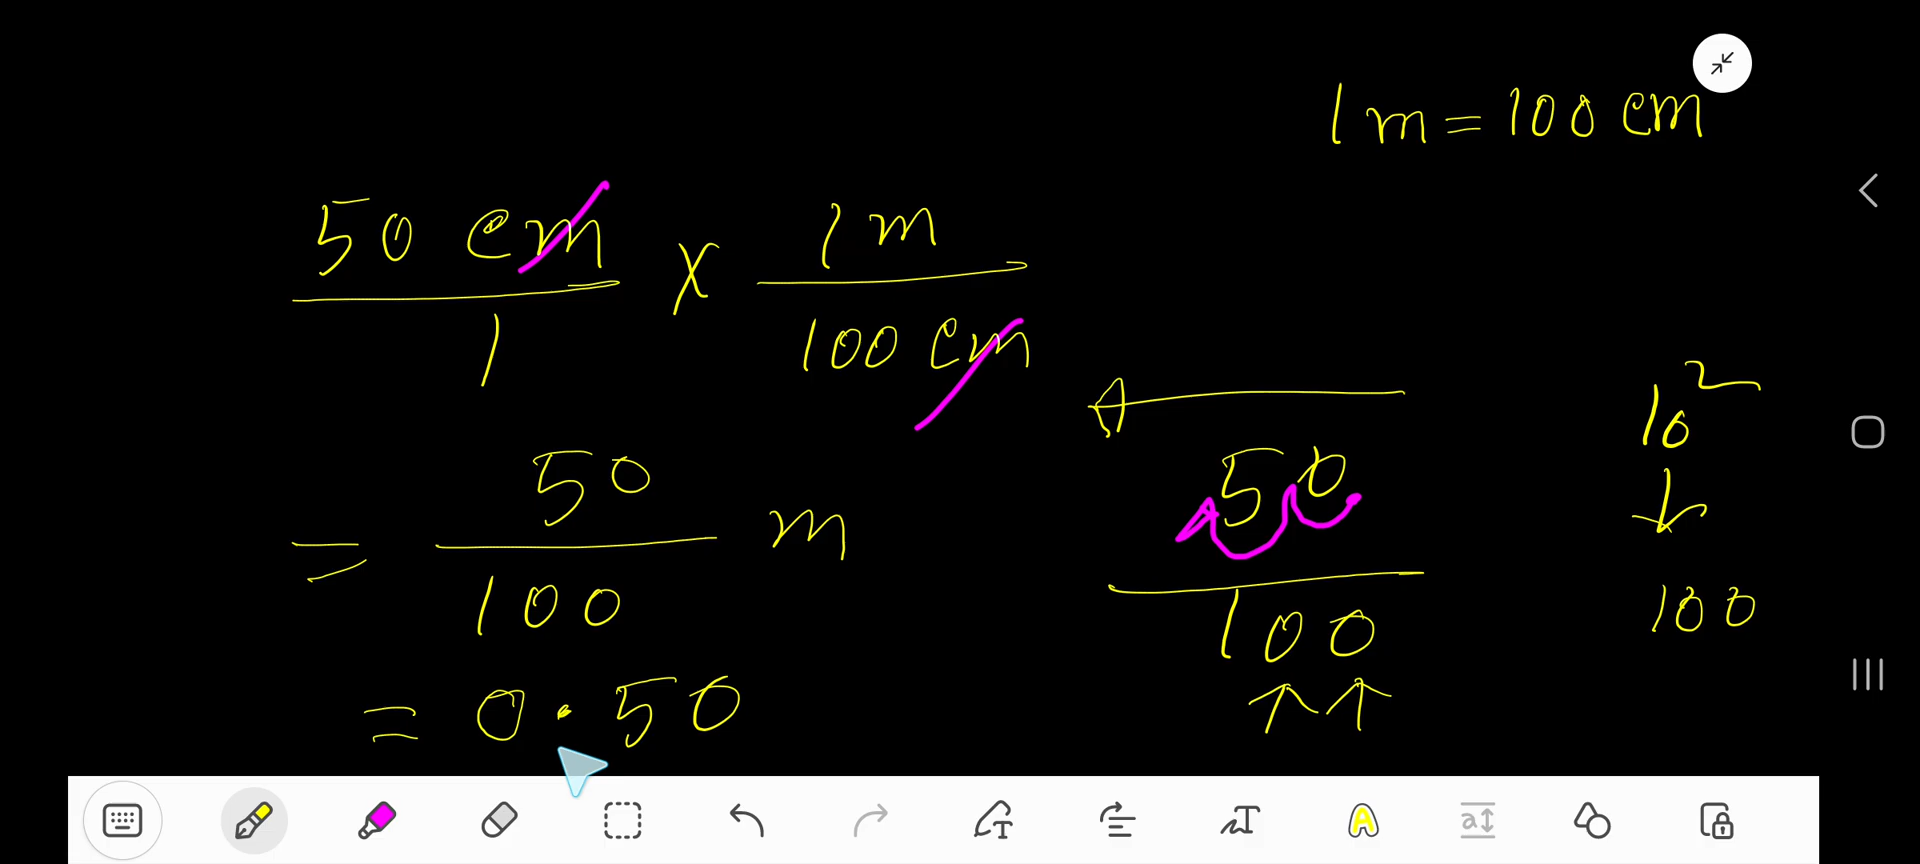 1 m = 100 cm
50 cm / 1 × 1 m / 100 cm
= 50 / 100 m
50 / 100
↑↑
10²
↓
100
= 0.50